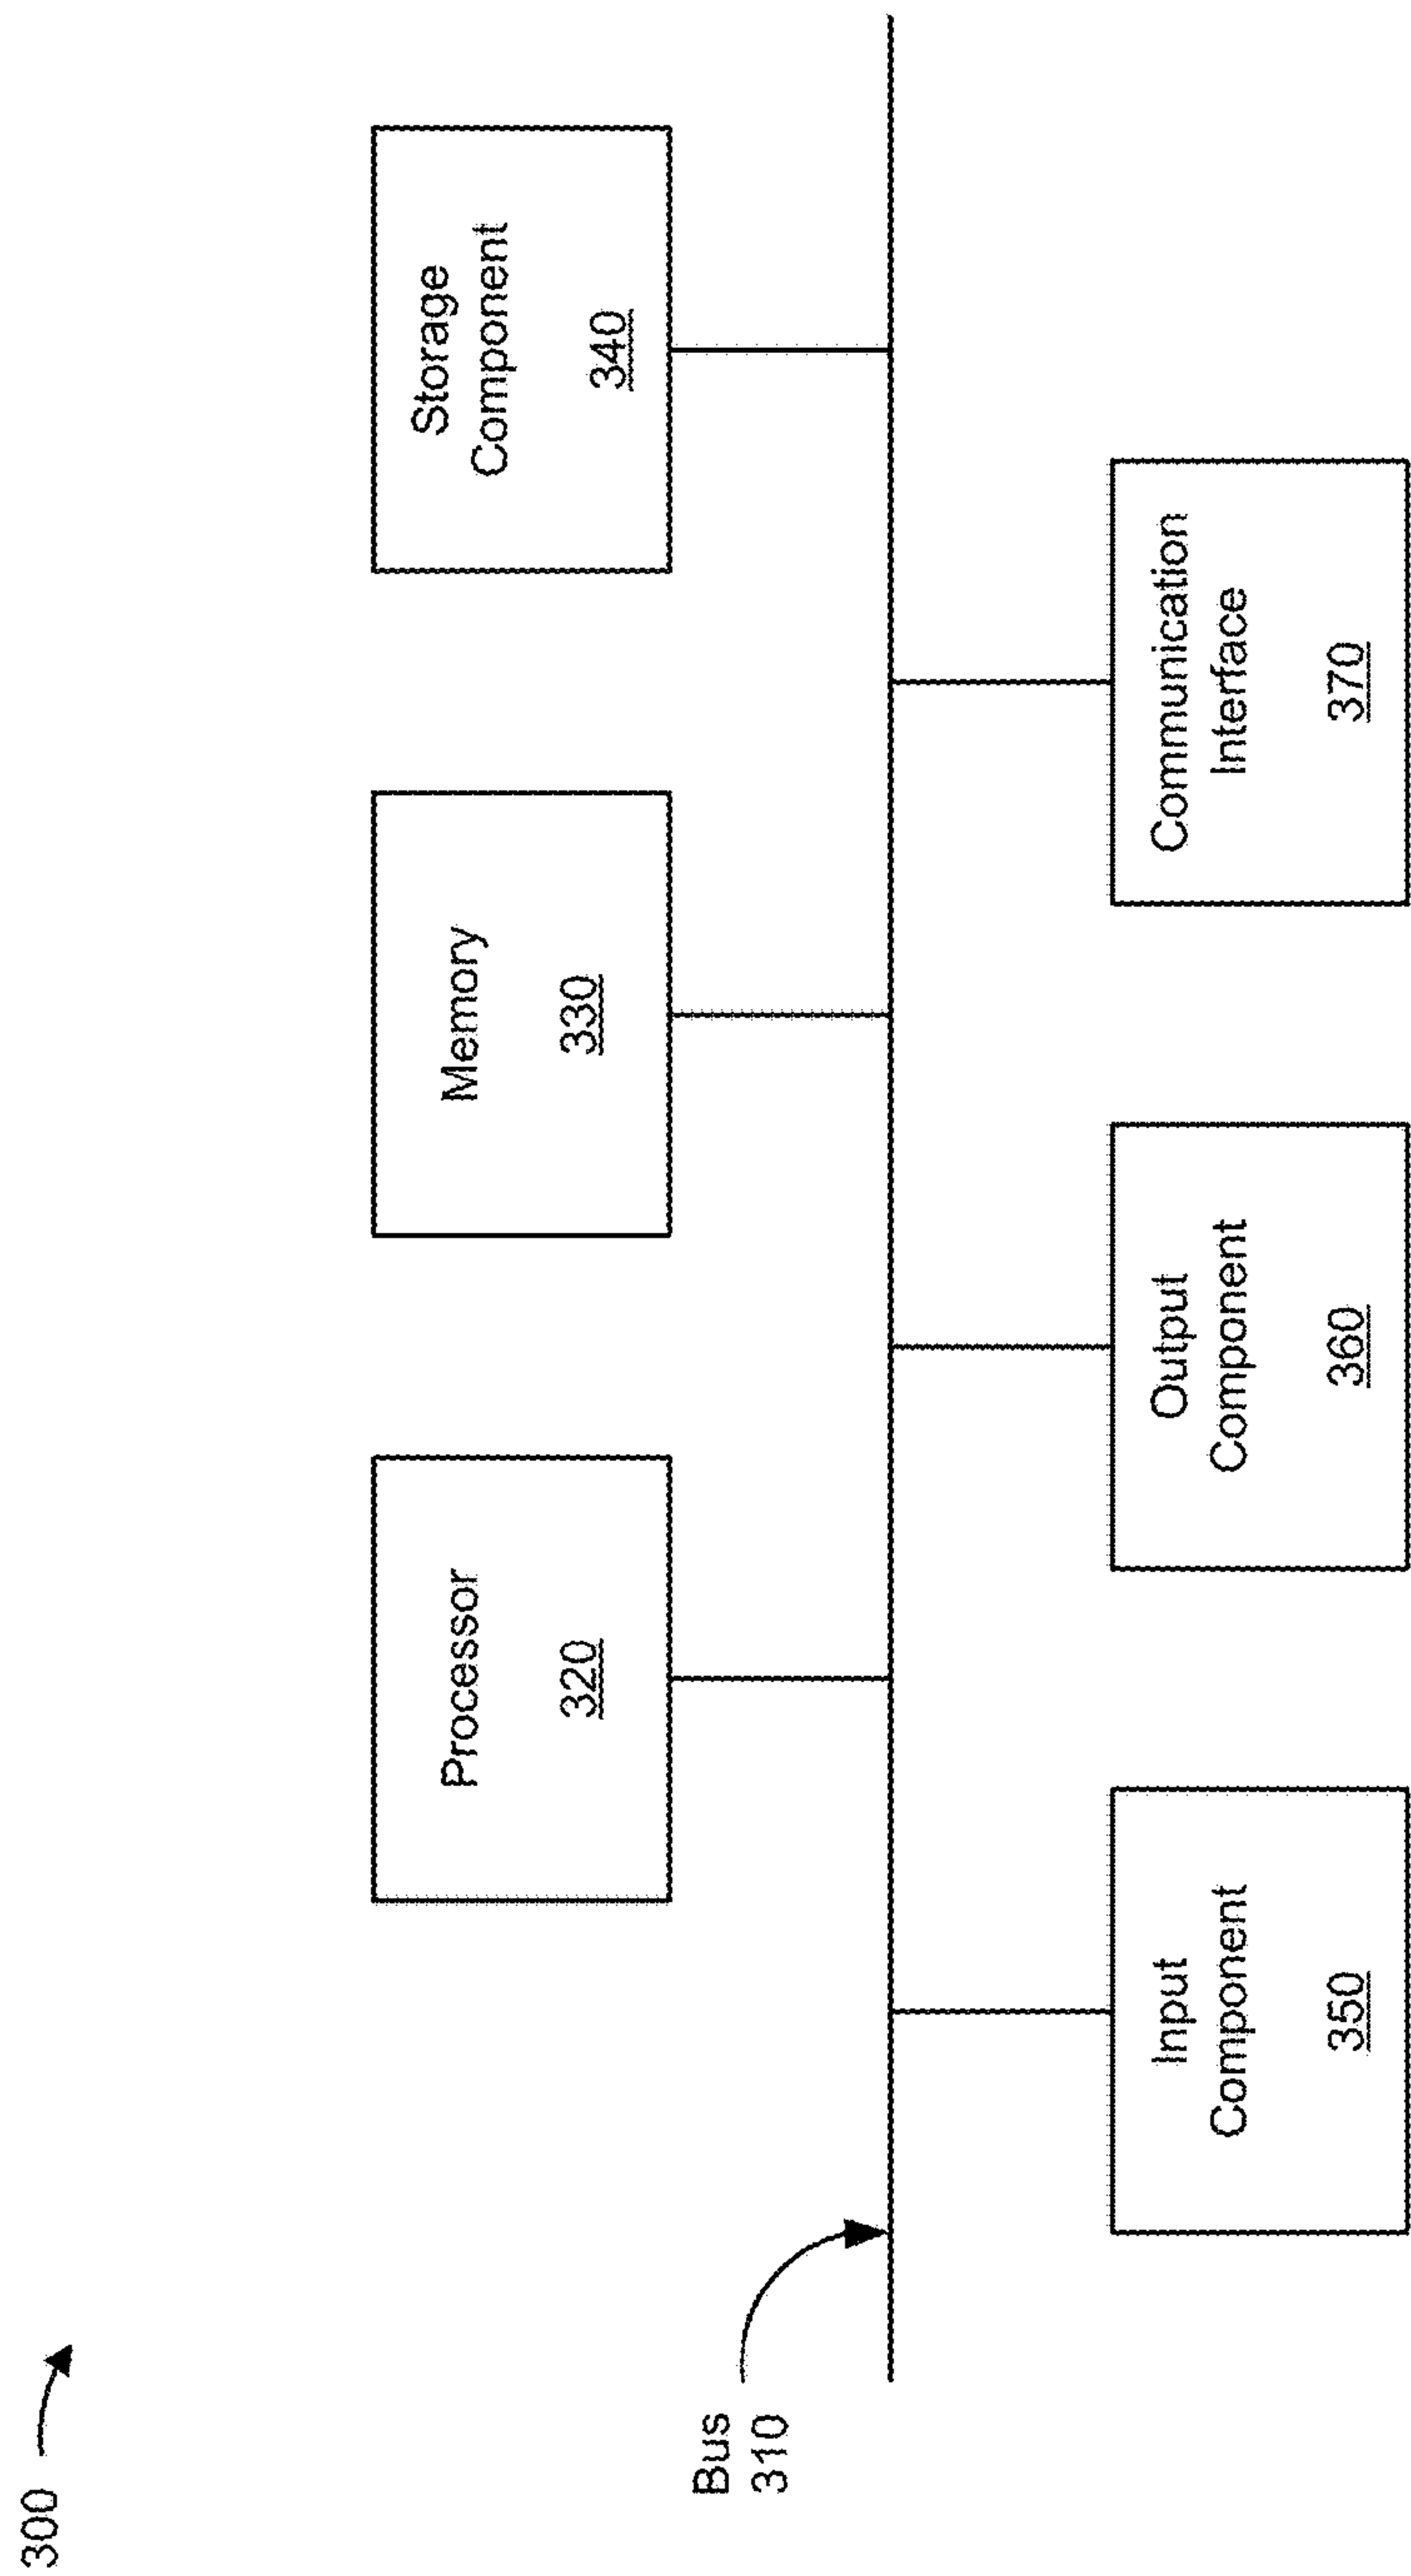 300
Processor
320
Memory
330
Storage
Component
340
Bus
310
Input
Component
350
Output
Component
360
Communication
Interface
370